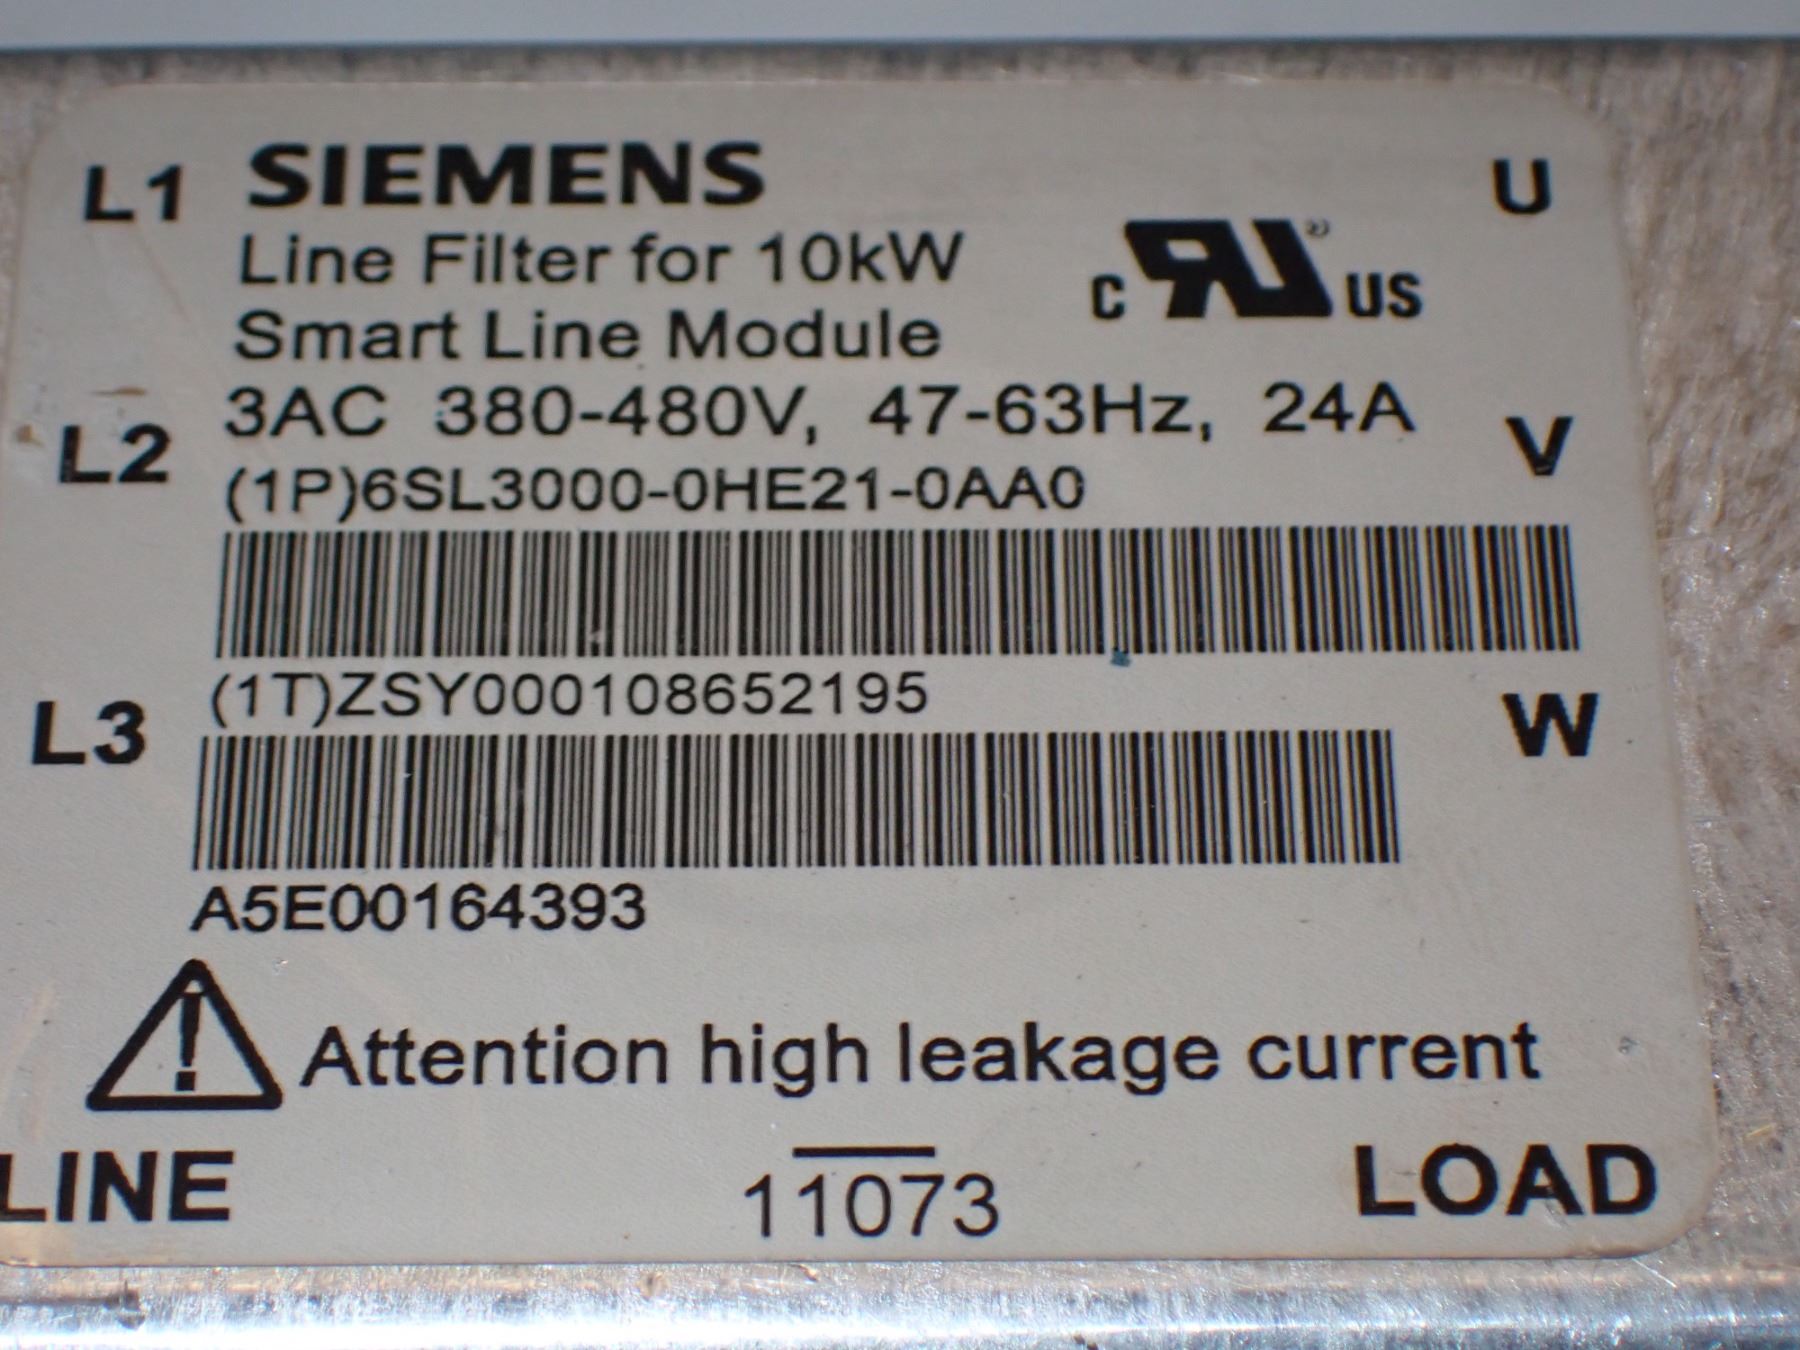 L1 SIEMENS U
Line Filter for 10kW
Smart Line Module
c RU ® US
3AC 380-480V, 47-63Hz, 24A
L2 V
(1P)6SL3000-0HE21-0AA0
(1T)ZSY000108652195
L3 W
A5E00164393
! Attention high leakage current
LINE 11073 LOAD